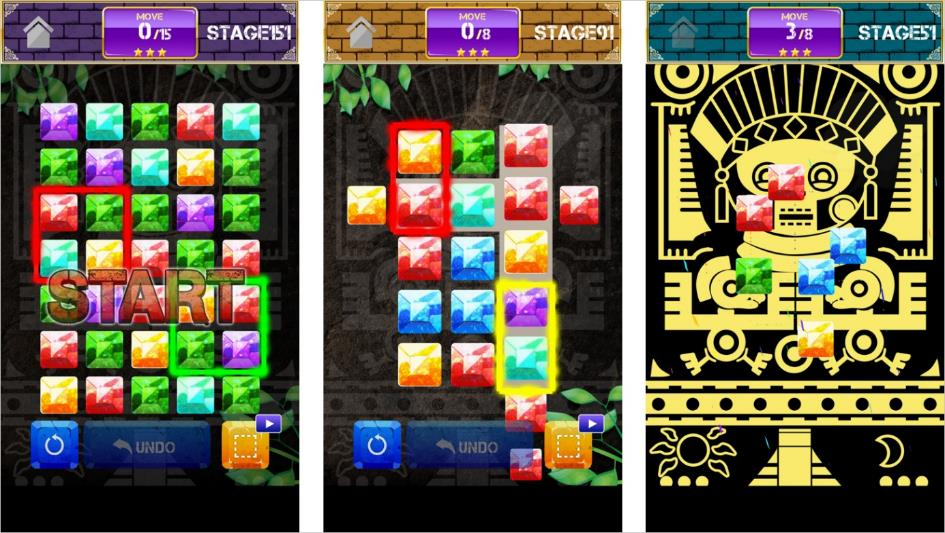 MOVE
0/15
STAGE151
START
UNDO
MOVE
0/8
STAGE91
UNDO
MOVE
3/8
STAGE51